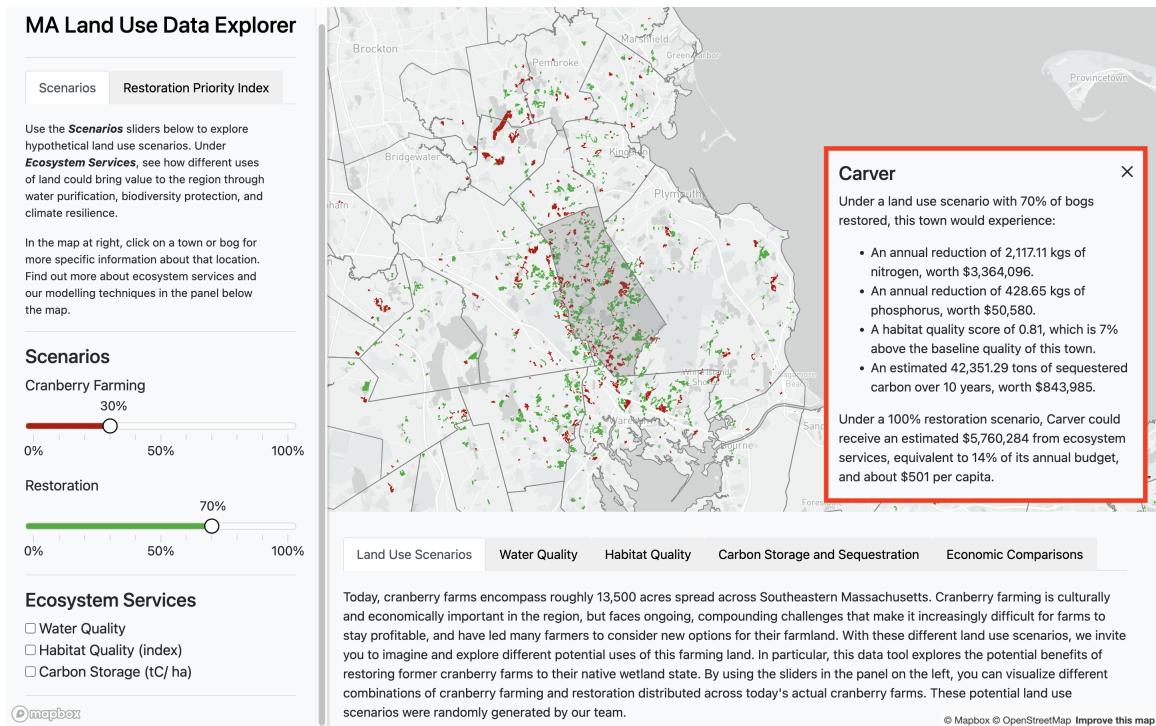 MA Land Use Data Explorer
Scenarios
Restoration Priority Index
Use the Scenarios sliders below to explore
hypothetical land use scenarios. Under
Ecosystem Services, see how different uses
of land could bring value to the region through
water purification, biodiversity protection, and
climate resilience.
In the map at right, click on a town or bog for
more specific information about that location.
Find out more about ecosystem services and
our modelling techniques in the panel below
the map.
Scenarios
Cranberry Farming
30%
0% 50% 100%
Restoration
70%
0% 50% 100%
Ecosystem Services
Water Quality
Habitat Quality (index)
Carbon Storage (tC/ ha)
mapbox
Brockton
Marshfield
Green Harbor
Pembroke
Provincetown
Bridgewater
Kingston
Plymouth
Wareham
Bourne
Carver
Under a land use scenario with 70% of bogs
restored, this town would experience:
• An annual reduction of 2,117.11 kgs of
nitrogen, worth $3,364,096.
• An annual reduction of 428.65 kgs of
phosphorus, worth $50,580.
• A habitat quality score of 0.81, which is 7%
above the baseline quality of this town.
• An estimated 42,351.29 tons of sequestered
carbon over 10 years, worth $843,985.
Under a 100% restoration scenario, Carver could
receive an estimated $5,760,284 from ecosystem
services, equivalent to 14% of its annual budget,
and about $501 per capita.
Land Use Scenarios
Water Quality
Habitat Quality
Carbon Storage and Sequestration
Economic Comparisons
Today, cranberry farms encompass roughly 13,500 acres spread across Southeastern Massachusetts. Cranberry farming is culturally
and economically important in the region, but faces ongoing, compounding challenges that make it increasingly difficult for farms to
stay profitable, and have led many farmers to consider new options for their farmland. With these different land use scenarios, we invite
you to imagine and explore different potential uses of this farming land. In particular, this data tool explores the potential benefits of
restoring former cranberry farms to their native wetland state. By using the sliders in the panel on the left, you can visualize different
combinations of cranberry farming and restoration distributed across today's actual cranberry farms. These potential land use
scenarios were randomly generated by our team.
© Mapbox © OpenStreetMap Improve this map